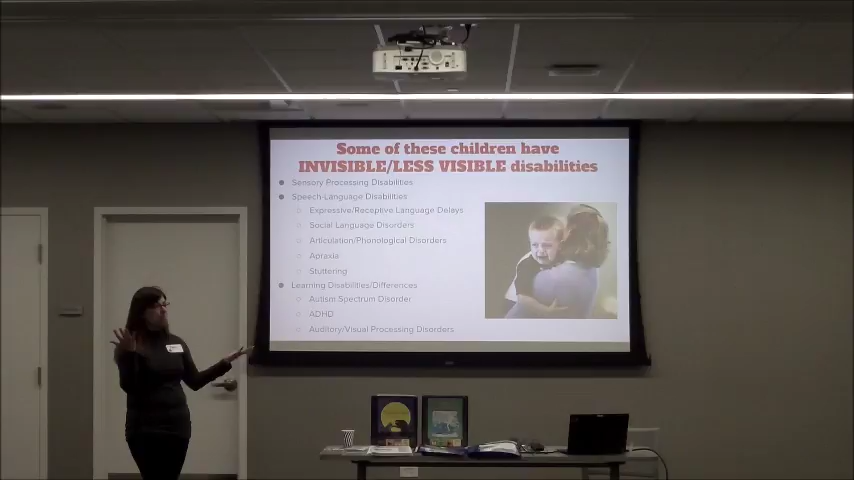 Some of these children have
INVISIBLE/LESS VISIBLE disabilities
Sensory Processing Disabilities
Speech-Language Disabilities
Expressive/Receptive Language Delays
Social Language Disorders
Articulation/Phonological Disorders
Apraxia
Stuttering
Learning Disabilities/Differences
Autism Spectrum Disorder
ADHD
Auditory/Visual Processing Disorders